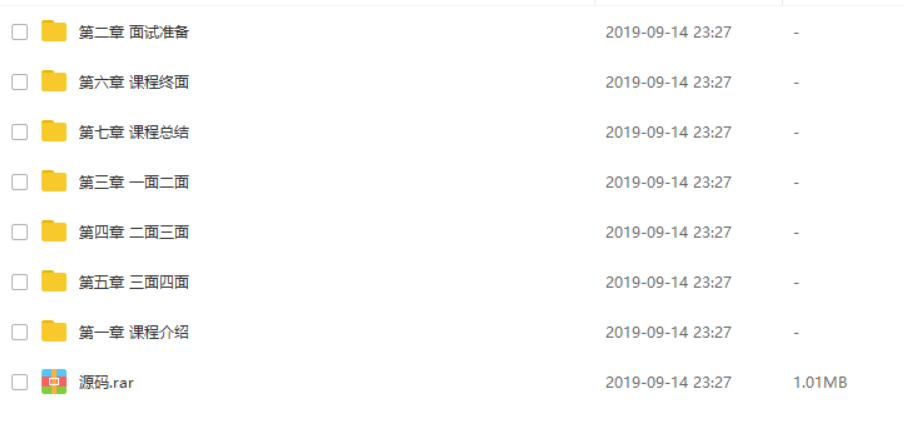 第二章 面试准备 2019-09-14 23:27 -
第六章 课程终面 2019-09-14 23:27 -
第七章 课程总结 2019-09-14 23:27 -
第三章 一面二面 2019-09-14 23:27 -
第四章 二面三面 2019-09-14 23:27 -
第五章 三面四面 2019-09-14 23:27 -
第一章 课程介绍 2019-09-14 23:27 -
源码.rar 2019-09-14 23:27 1.01MB